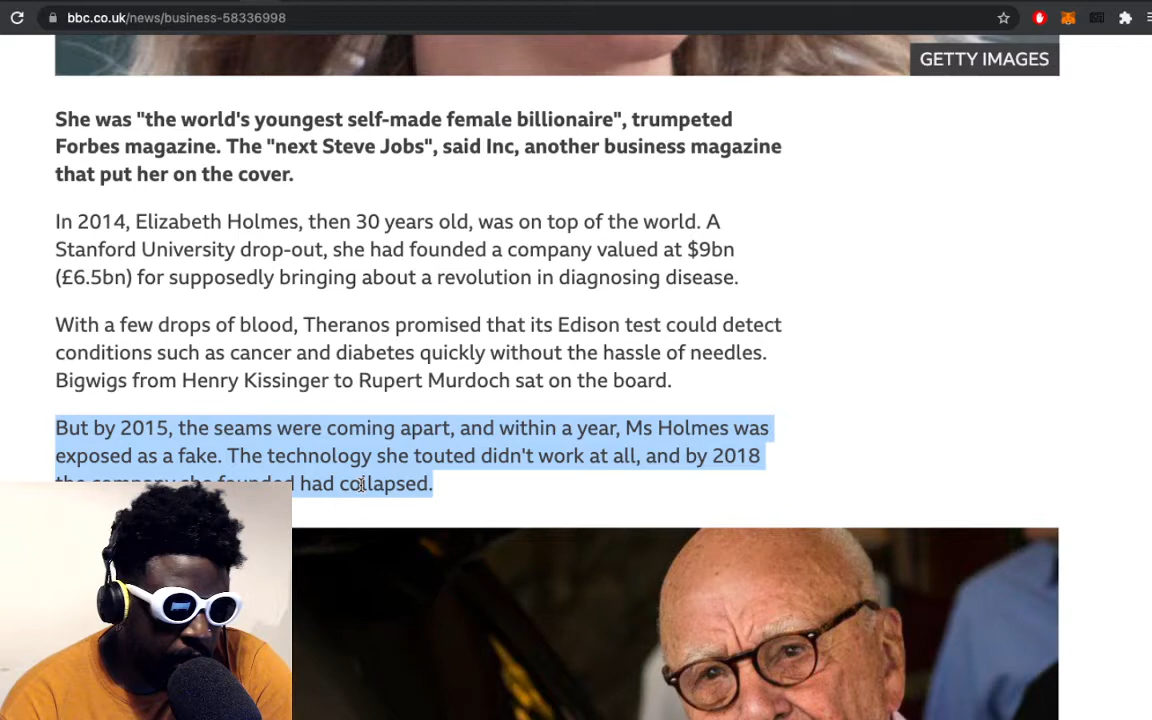 bbc.co.uk/news/business-58336998
GETTY IMAGES
She was "the world's youngest self-made female billionaire", trumpeted
Forbes magazine. The "next Steve Jobs", said Inc, another business magazine
that put her on the cover.
In 2014, Elizabeth Holmes, then 30 years old, was on top of the world. A
Stanford University drop-out, she had founded a company valued at $9bn
(£6.5bn) for supposedly bringing about a revolution in diagnosing disease.
With a few drops of blood, Theranos promised that its Edison test could detect
conditions such as cancer and diabetes quickly without the hassle of needles.
Bigwigs from Henry Kissinger to Rupert Murdoch sat on the board.
But by 2015, the seams were coming apart, and within a year, Ms Holmes was
exposed as a fake. The technology she touted didn't work at all, and by 2018
the company she founded had collapsed.